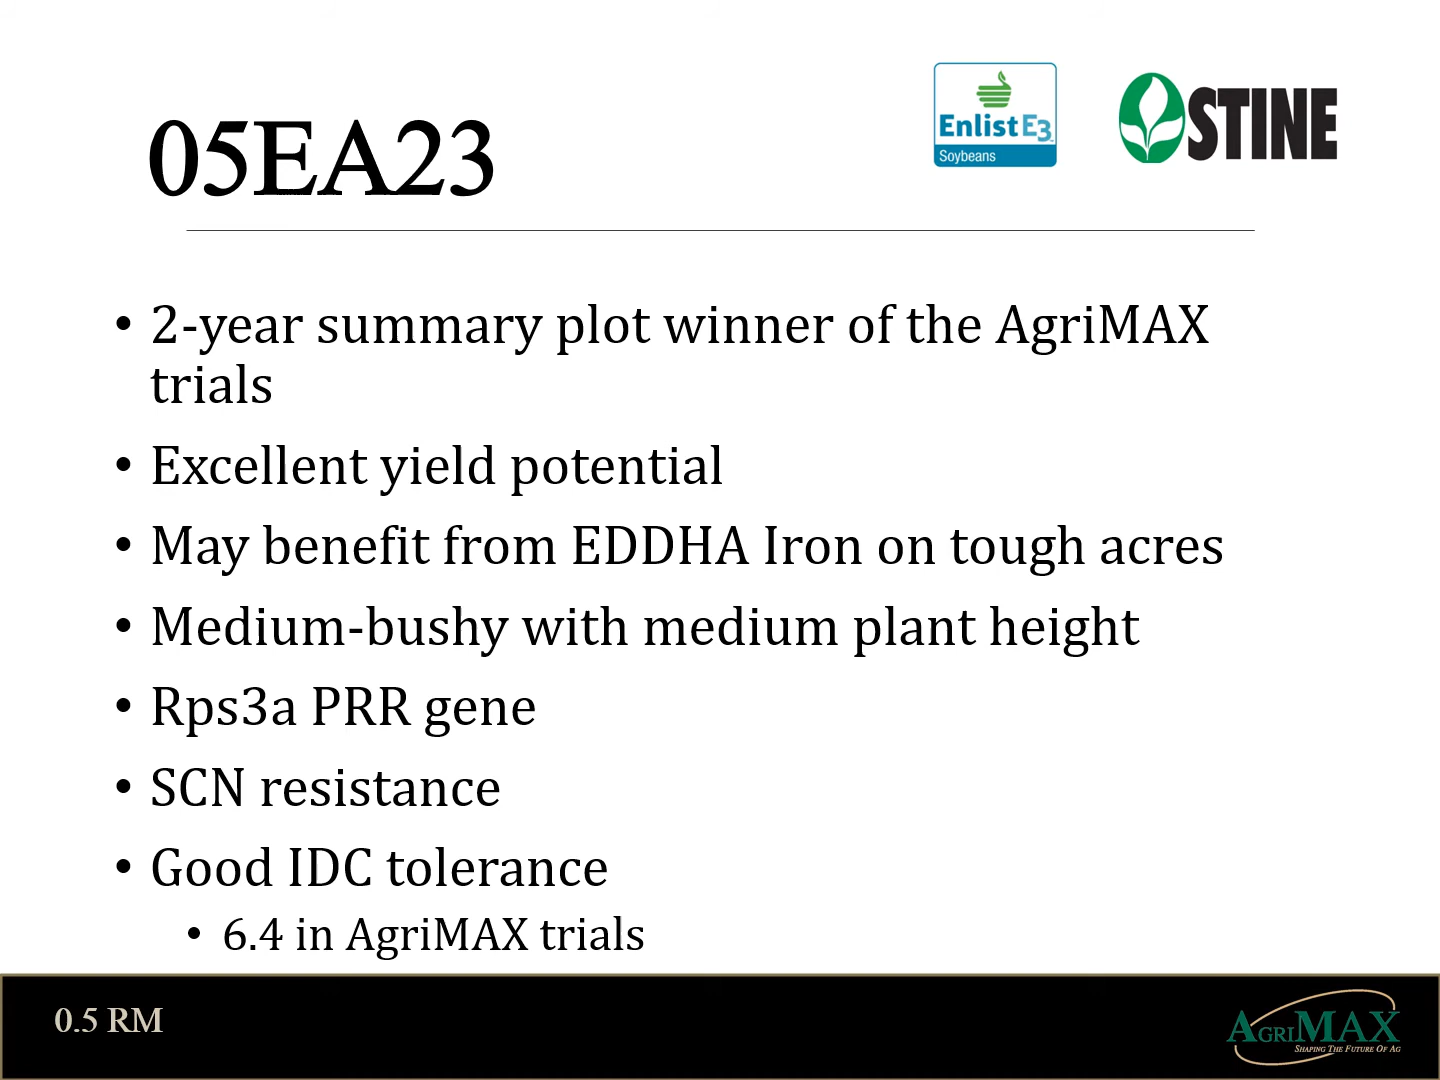 Enlist E3
Soybeans
STINE
05EA23
• 2-year summary plot winner of the AgriMAX
trials
• Excellent yield potential
• May benefit from EDDHA Iron on tough acres
• Medium-bushy with medium plant height
• Rps3a PRR gene
• SCN resistance
• Good IDC tolerance
• 6.4 in AgriMAX trials
0.5 RM
AGRIMAX
SHAPING THE FUTURE OF AG